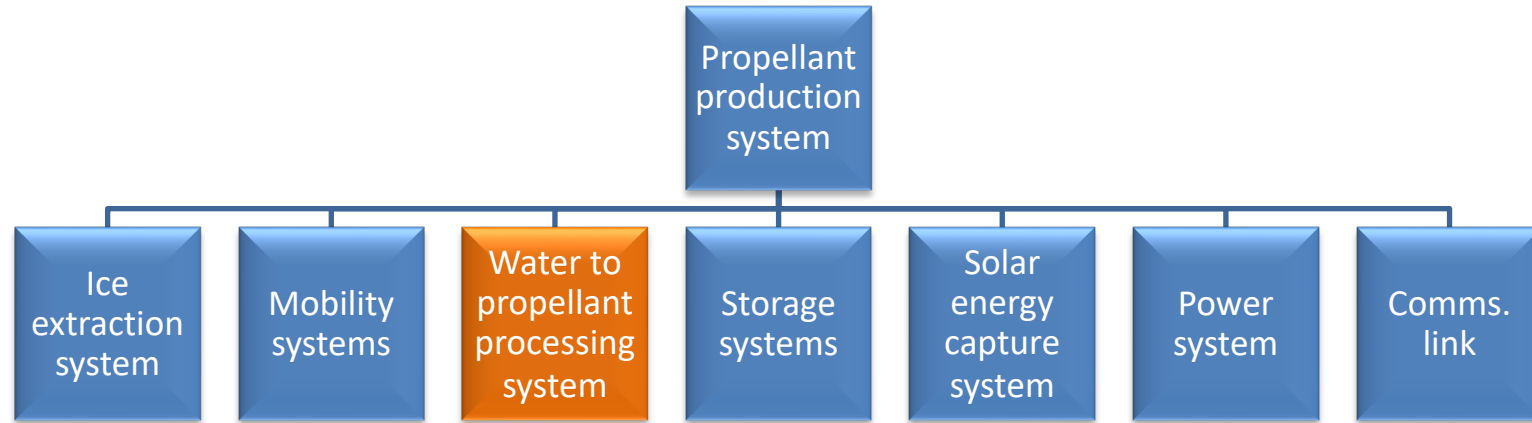 Propellant
production
system
Ice
extraction
system
Mobility
systems
Water to
propellant
processing
system
Storage
systems
Solar
energy
capture
system
Power
system
Comms.
link